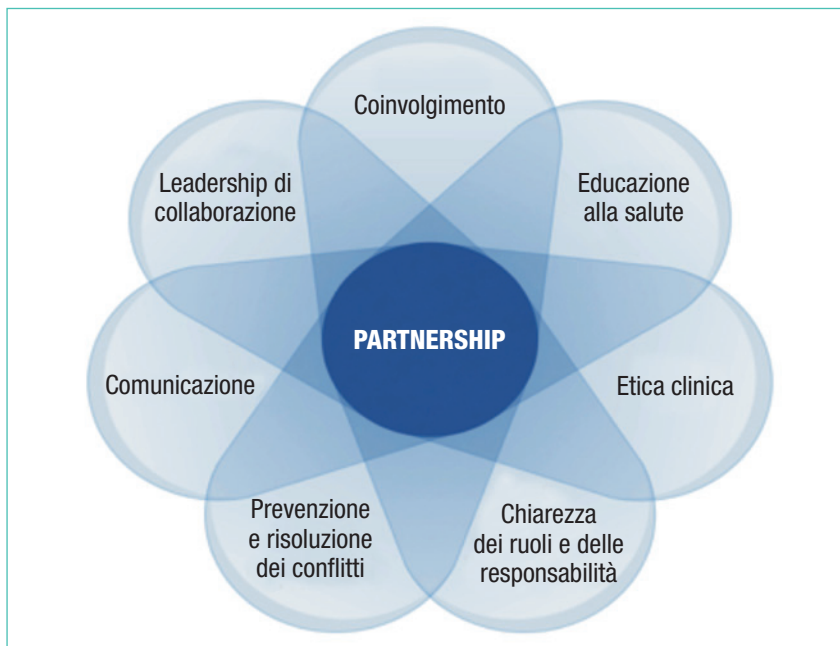 Coinvolgimento
Educazione
alla salute
Etica clinica
Chiarezza
dei ruoli e delle
responsabilità
Prevenzione
e risoluzione
dei conflitti
Comunicazione
Leadership di
collaborazione
PARTNERSHIP